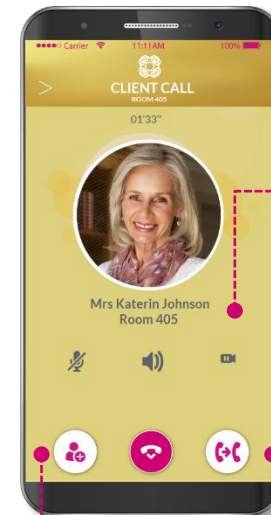 Carrier 11:11AM 100%
CLIENT CALL
ROOM 405
01'33"
Mrs Katerin Johnson
Room 405